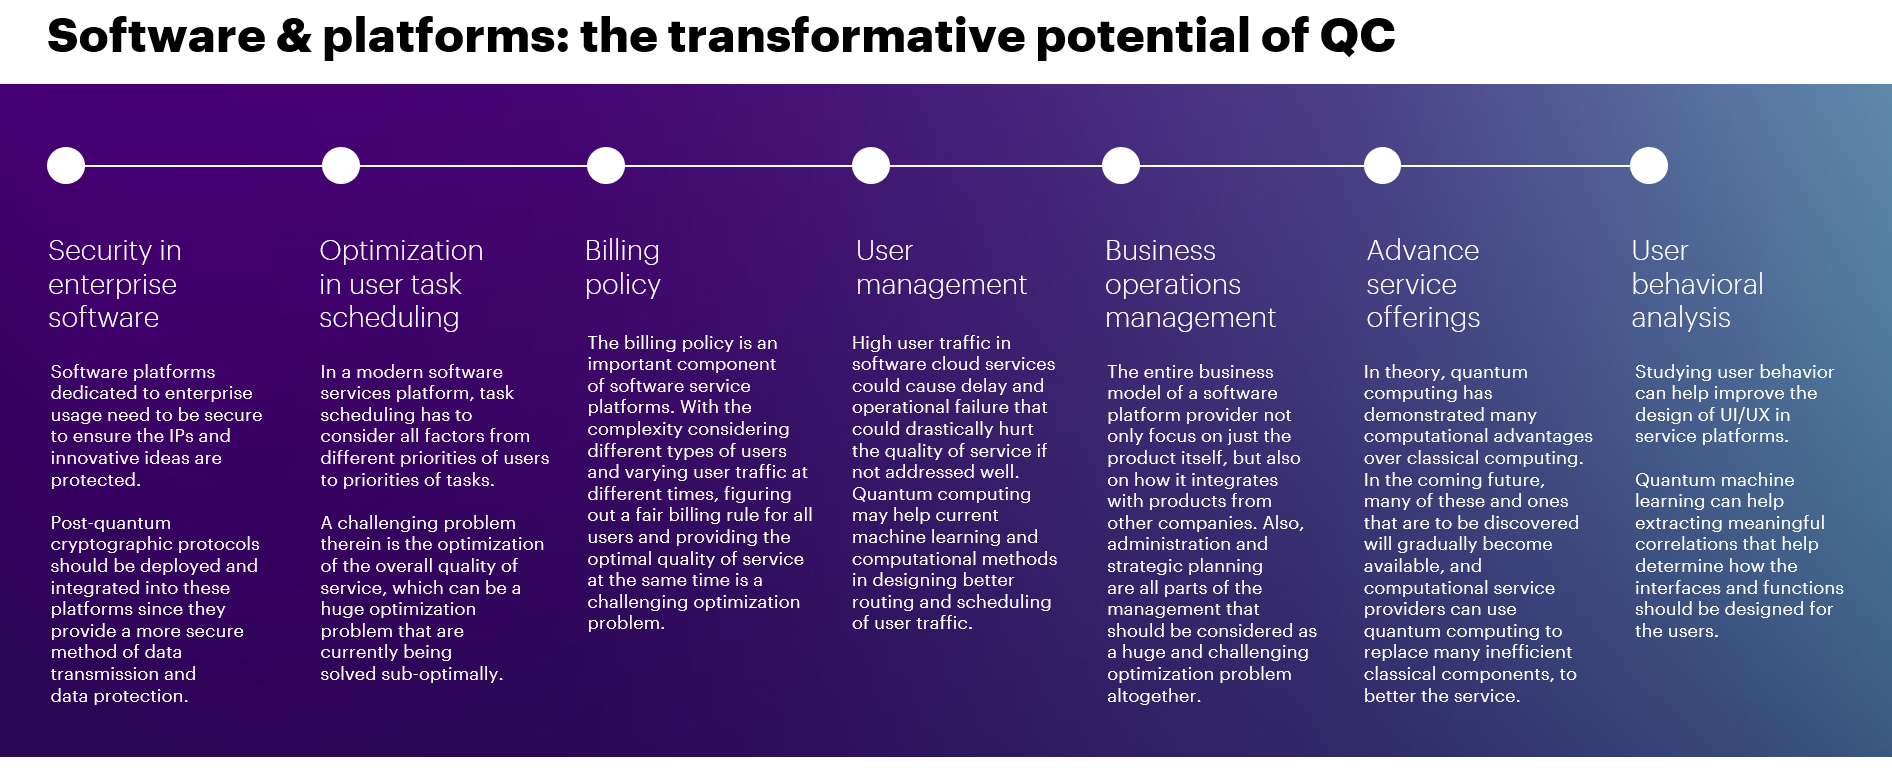 Software & platforms: the transformative potential of QC
Security in
enterprise
software
Software platforms
dedicated to enterprise
usage need to be secure
to ensure the IPs and
innovative ideas are
protected.
Post-quantum
cryptographic protocols
should be deployed and
integrated into these
platforms since they
provide a more secure
method of data
transmission and
data protection.
Optimization
in user task
scheduling
In a modern software
services platform, task
scheduling has to
consider all factors from
different priorities of users
to priorities of tasks.
A challenging problem
therein is the optimization
of the overall quality of
service, which can be a
huge optimization
problem that are
currently being
solved sub-optimally.
Billing
policy
The billing policy is an
important component
of software service
platforms. With the
complexity considering
different types of users
and varying user traffic at
different times, figuring
out a fair billing rule for all
users and providing the
optimal quality of service
at the same time is a
challenging optimization
problem.
User
management
High user traffic in
software cloud services
could cause delay and
operational failure that
could drastically hurt
the quality of service if
not addressed well.
Quantum computing
may help current
machine learning and
computational methods
in designing better
routing and scheduling
of user traffic.
Business
operations
management
The entire business
model of a software
platform provider not
only focus on just the
product itself, but also
on how it integrates
with products from
other companies. Also,
administration and
strategic planning
are all parts of the
management that
should be considered as
a huge and challenging
optimization problem
altogether.
Advance
service
offerings
In theory, quantum
computing has
demonstrated many
computational advantages
over classical computing.
In the coming future,
many of these and ones
that are to be discovered
will gradually become
available, and
computational service
providers can use
quantum computing to
replace many inefficient
classical components, to
better the service.
User
behavioral
analysis
Studying user behavior
can help improve the
design of UI/UX in
service platforms.
Quantum machine
learning can help
extracting meaningful
correlations that help
determine how the
interfaces and functions
should be designed for
the users.